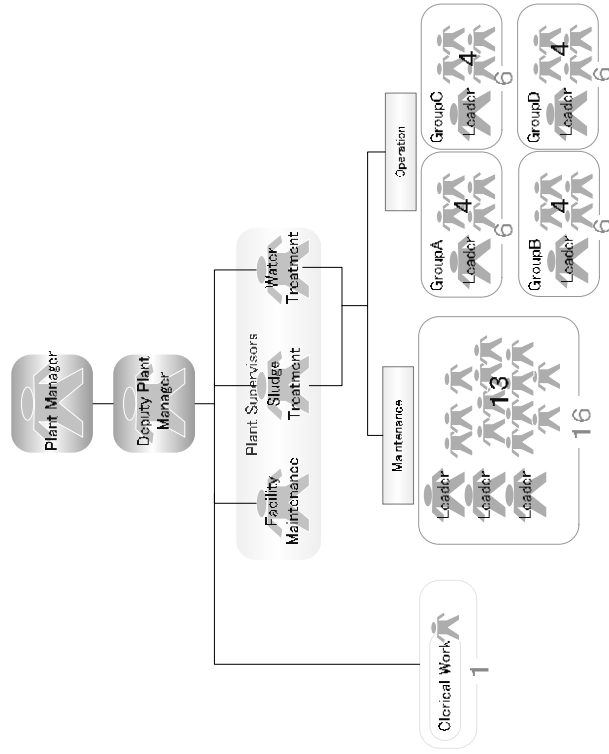 Plant Manager
Deputy Plant
Manager
Plant Supervisors
Facility
Maintenance
Sludge
Treatment
Water
Treatment
Clerical Work
1
Maintenance
Leader
Leader
Leader
13
16
Operation
GroupA
Leader
4
6
GroupC
Leader
4
6
GroupB
Leader
4
6
GroupD
Leader
4
6